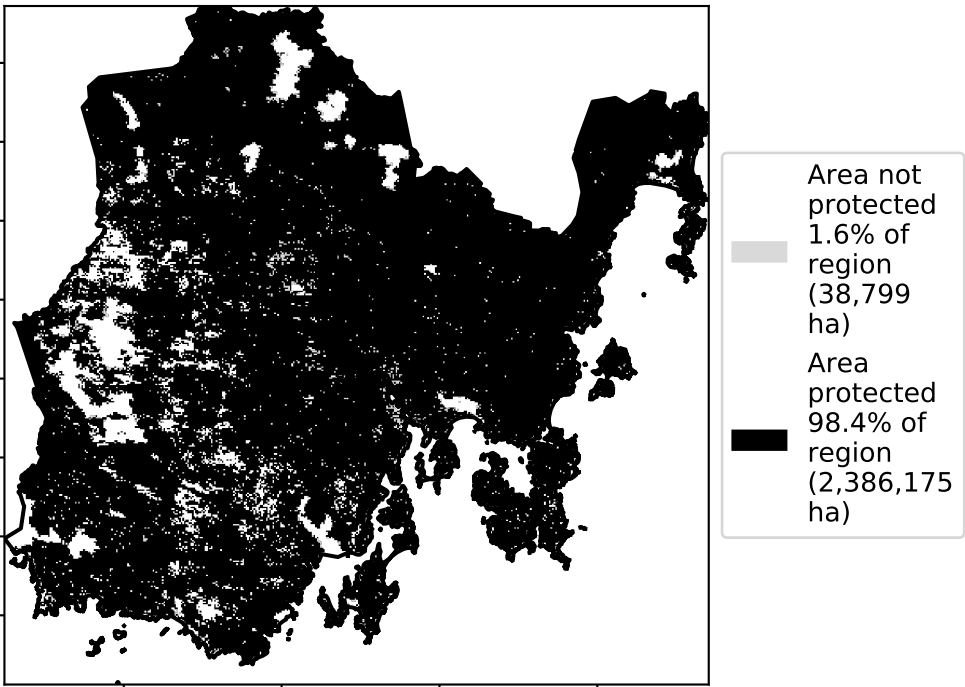 Area not
protected
1.6% of
region
(38,799
ha)
Area
protected
98.4% of
region
(2,386,175
ha)